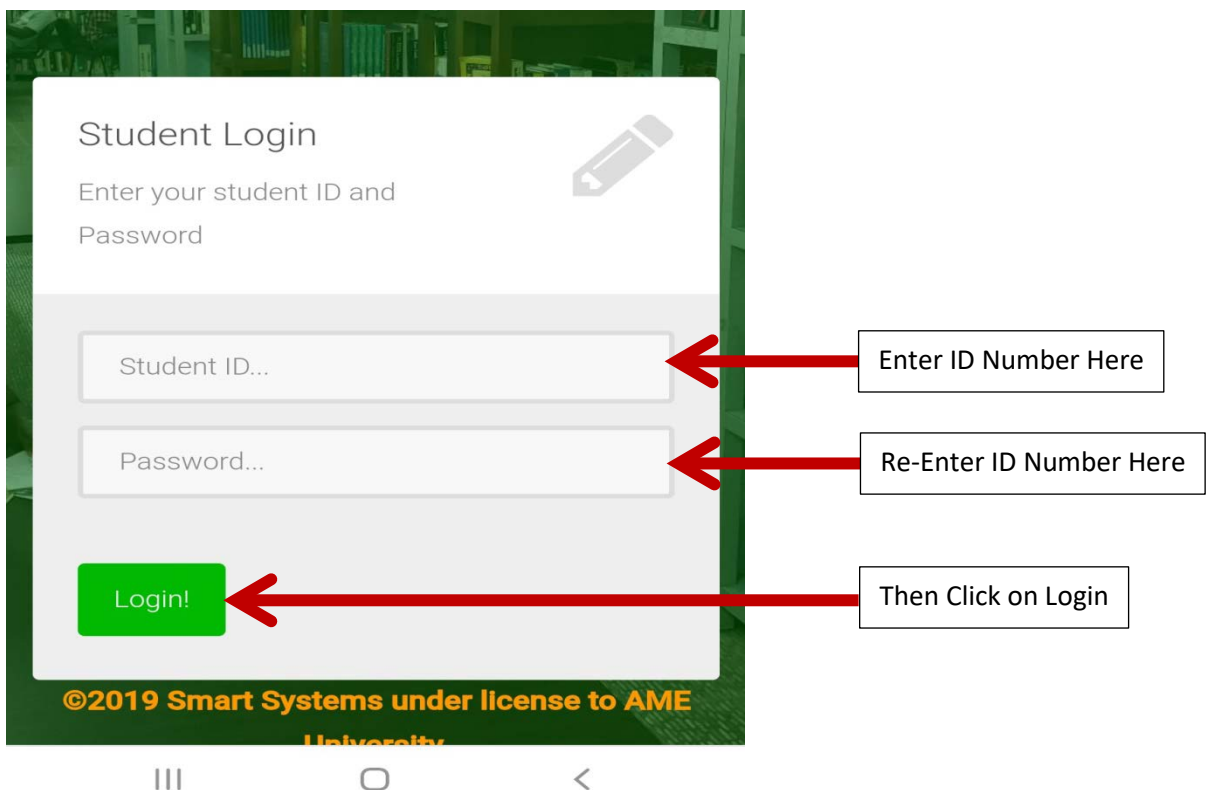 Student Login
Enter your student ID and
Password
Student ID...
Enter ID Number Here
Password...
Re-Enter ID Number Here
Login!
Then Click on Login
©2019 Smart Systems under license to AME
University